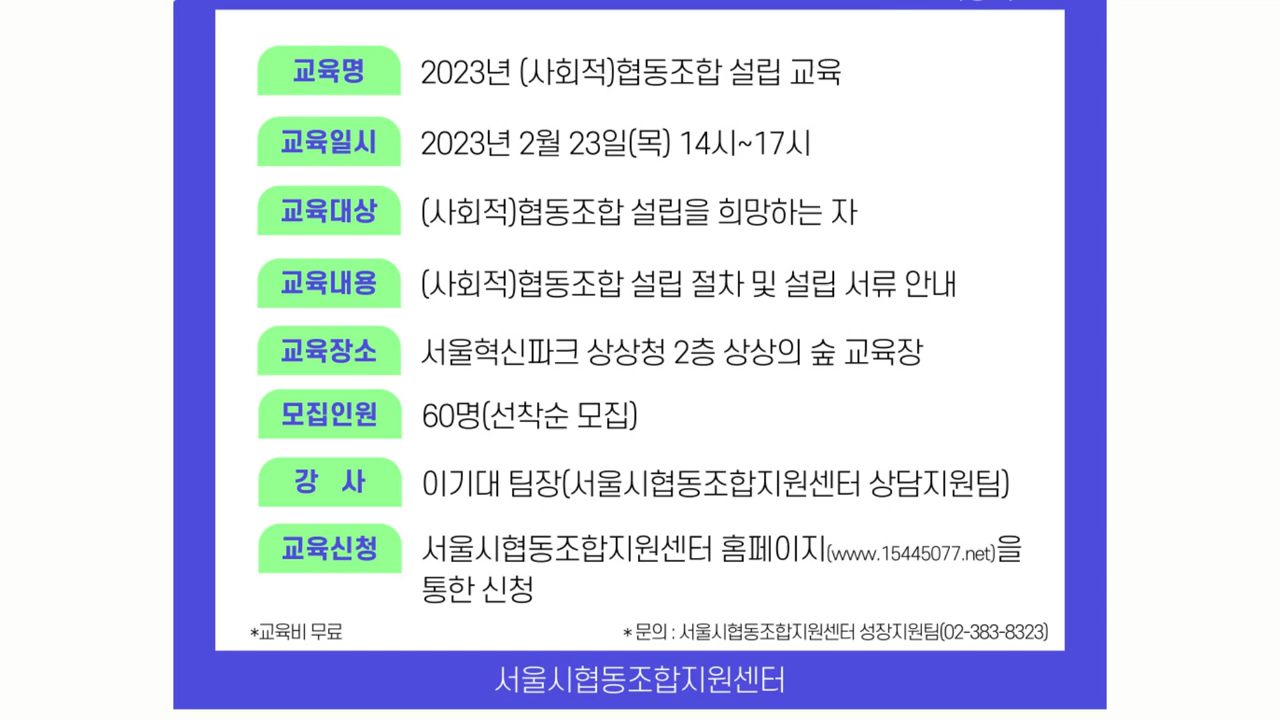 교육명 2023년 (사회적)협동조합 설립 교육
교육일시 2023년 2월 23일(목) 14시~17시
교육대상 (사회적)협동조합 설립을 희망하는 자
교육내용 (사회적)협동조합 설립 절차 및 설립 서류 안내
교육장소 서울혁신파크 상상청 2층 상상의 숲 교육장
모집인원 60명(선착순 모집)
강 사 이기대 팀장(서울시협동조합지원센터 상담지원팀)
교육신청 서울시협동조합지원센터 홈페이지(www.15445077.net)을
통한 신청
*교육비 무료 * 문의 : 서울시협동조합지원센터 성장지원팀(02-383-8323)
서울시협동조합지원센터